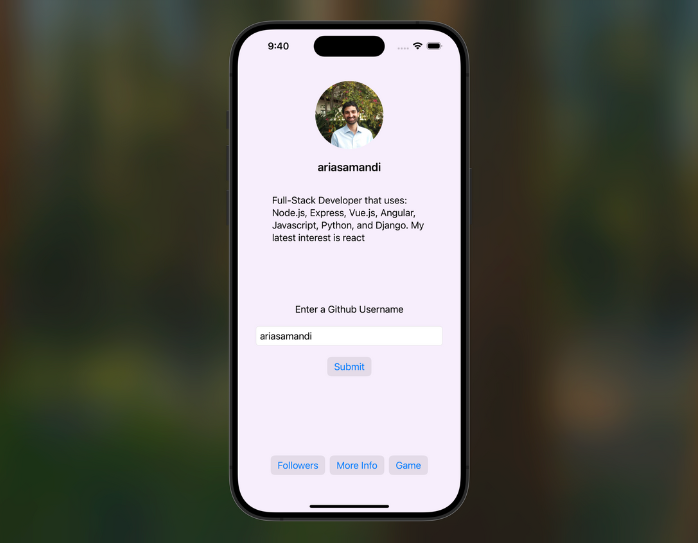 9:40
ariasamandi
Full-Stack Developer that uses:
Node.js, Express, Vue.js, Angular,
Javascript, Python, and Django. My
latest interest is react
Enter a Github Username
ariasamandi
Submit
Followers More Info Game